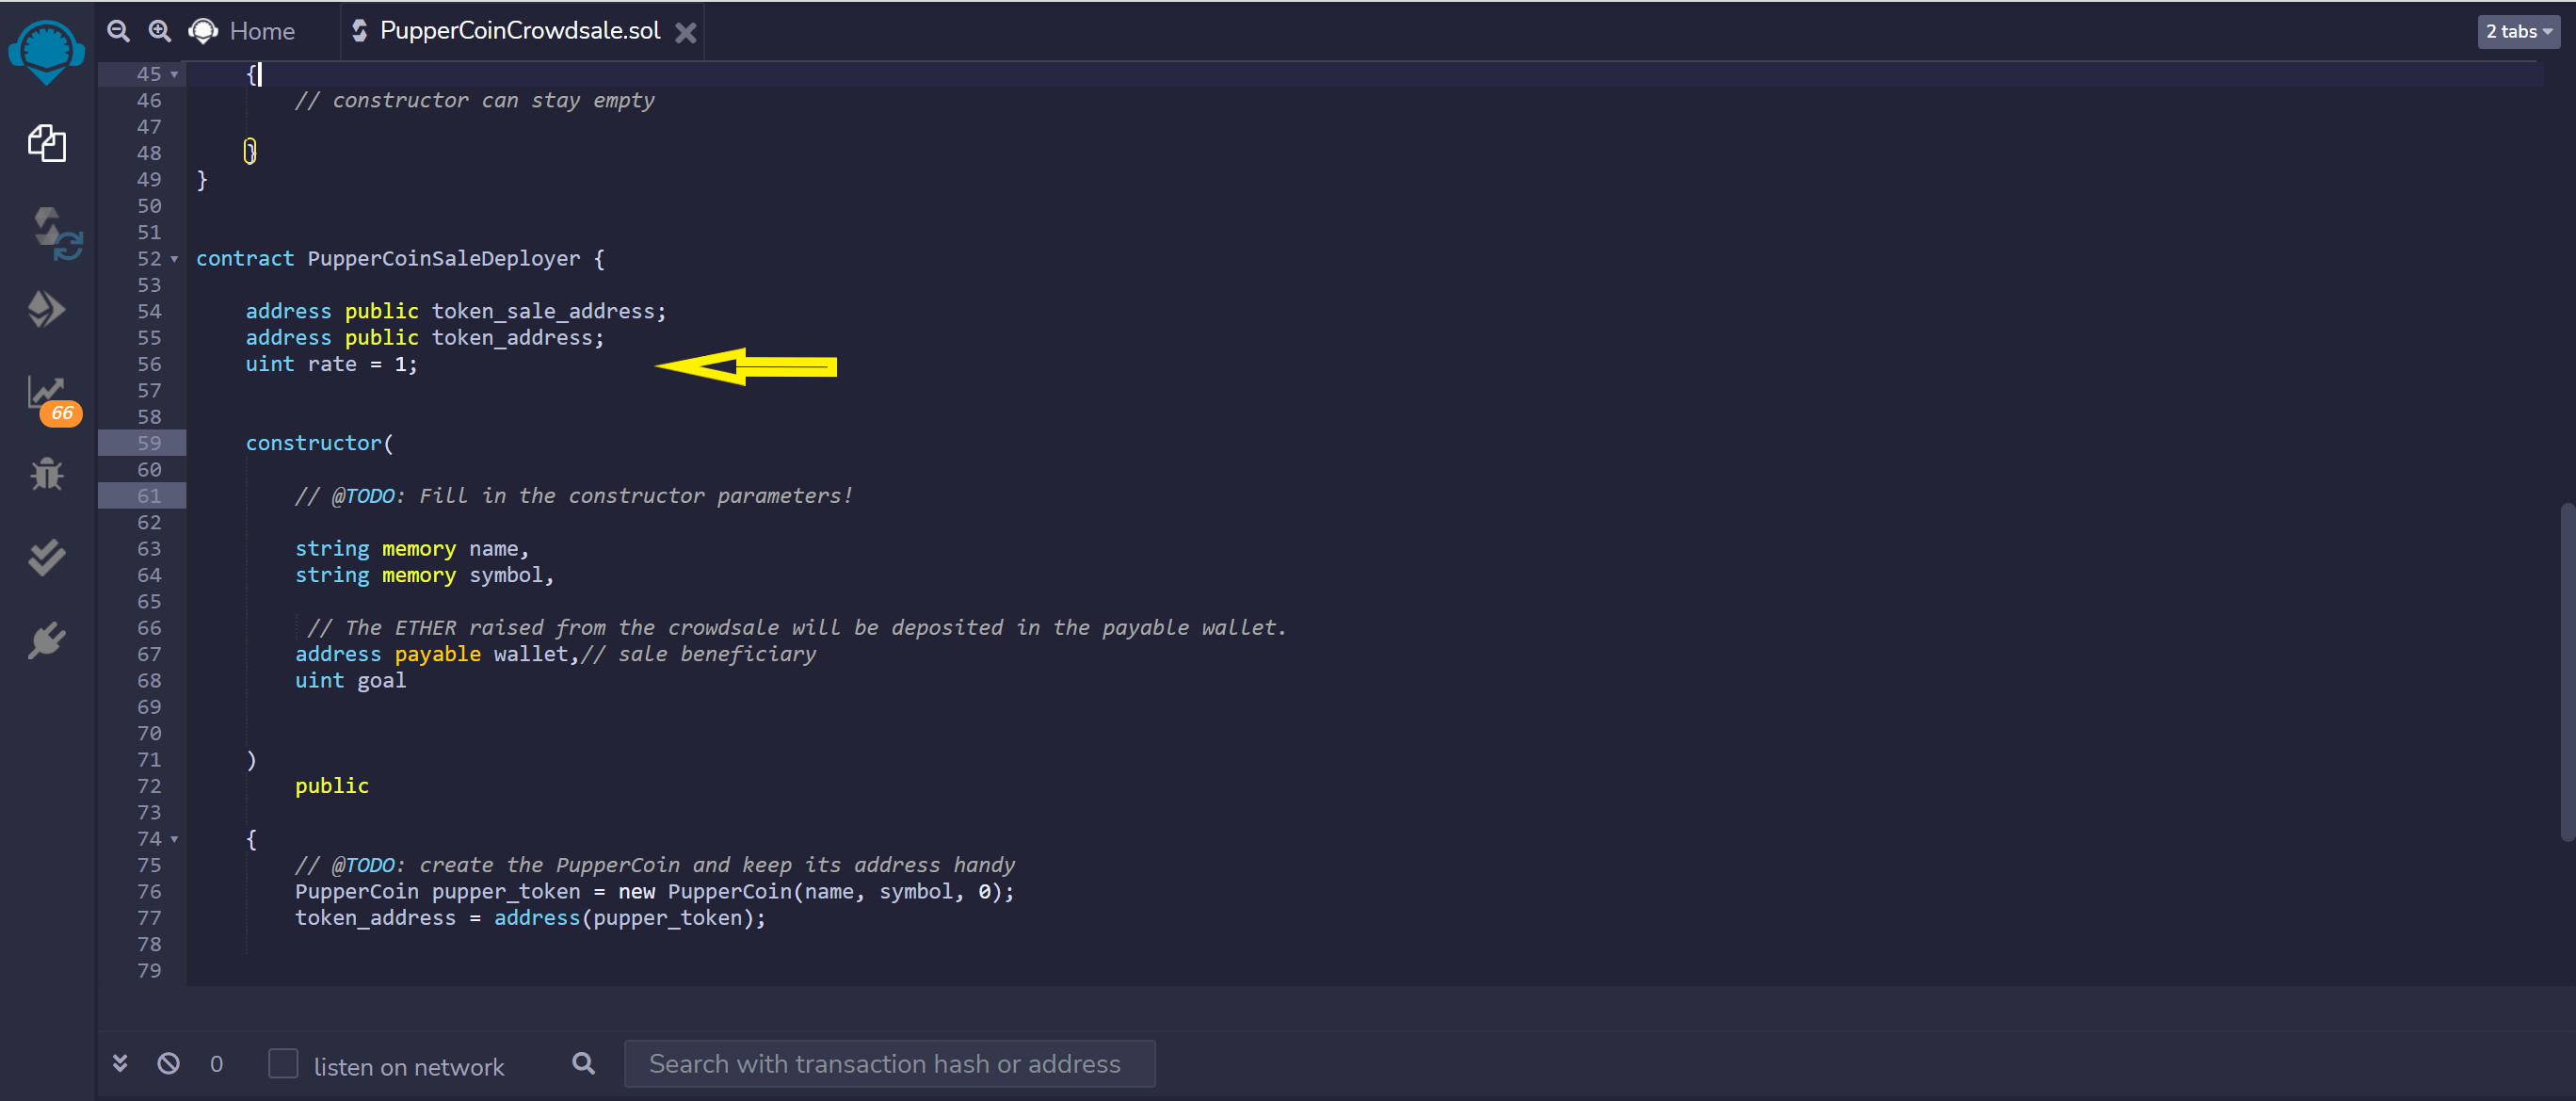 Home
PupperCoinCrowdsale.sol
2 tabs
45 {
46 // constructor can stay empty
47
48 }
49 }
50
51
52 contract PupperCoinSaleDeployer {
53
54 address public token_sale_address;
55 address public token_address;
56 uint rate = 1;
57
58
59 constructor(
60
61 // @TODO: Fill in the constructor parameters!
62
63 string memory name,
64 string memory symbol,
65
66 // The ETHER raised from the crowdsale will be deposited in the payable wallet.
67 address payable wallet,// sale beneficiary
68 uint goal
69
70
71 )
72 public
73
74 {
75 // @TODO: create the PupperCoin and keep its address handy
76 PupperCoin pupper_token = new PupperCoin(name, symbol, 0);
77 token_address = address(pupper_token);
78
79
66
0
listen on network
Search with transaction hash or address